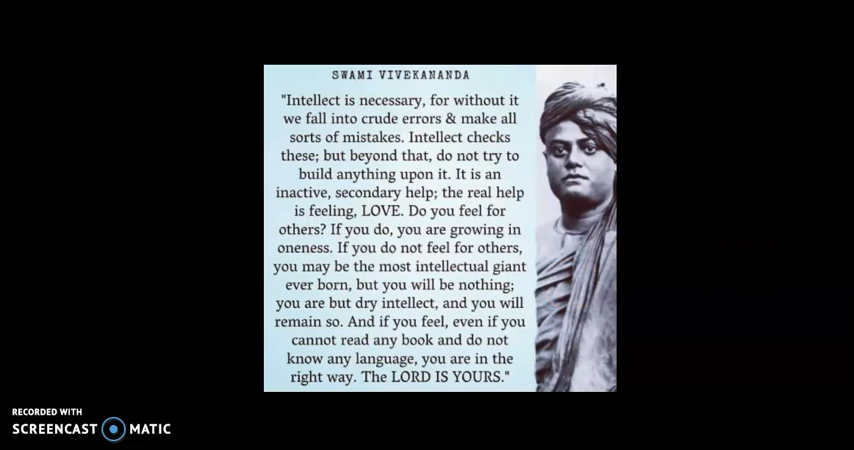 SWAMI VIVEKANANDA
"Intellect is necessary, for without it
we fall into crude errors & make all
sorts of mistakes. Intellect checks
these; but beyond that, do not try to
build anything upon it. It is an
inactive, secondary help; the real help
is feeling, LOVE. Do you feel for
others? If you do, you are growing in
oneness. If you do not feel for others,
you may be the most intellectual giant
ever born, but you will be nothing;
you are but dry intellect, and you will
remain so. And if you feel, even if you
cannot read any book and do not
know any language, you are in the
right way. The LORD IS YOURS."
RECORDED WITH
SCREENCAST MATIC